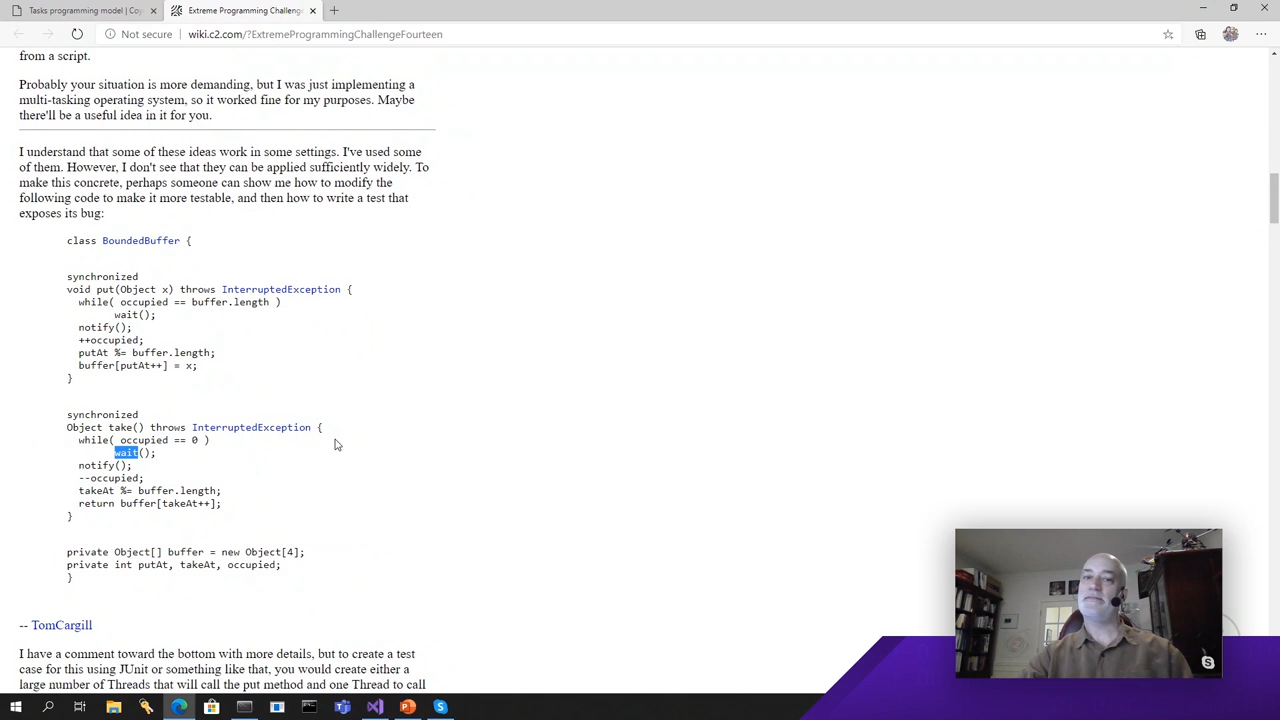 Tasks programming model | Coy
Extreme Programming Challenge
Not secure
wiki.c2.com/?ExtremeProgrammingChallengeFourteen
from a script.
Probably your situation is more demanding, but I was just implementing a
multi-tasking operating system, so it worked fine for my purposes. Maybe
there'll be a useful idea in it for you.
I understand that some of these ideas work in some settings. I've used some
of them. However, I don't see that they can be applied sufficiently widely. To
make this concrete, perhaps someone can show me how to modify the
following code to make it more testable, and then how to write a test that
exposes its bug:
class BoundedBuffer {
synchronized
void put(Object x) throws InterruptedException {
while( occupied == buffer.length )
wait();
notify();
++occupied;
putAt %= buffer.length;
buffer[putAt++] = x;
}
synchronized
Object take() throws InterruptedException {
while( occupied == 0 )
wait();
notify();
--occupied;
takeAt %= buffer.length;
return buffer[takeAt++];
}
private Object[] buffer = new Object[4];
private int putAt, takeAt, occupied;
}
-- TomCargill
I have a comment toward the bottom with more details, but to create a test
case for this using JUnit or something like that, you would create either a
large number of Threads that will call the put method and one Thread to call